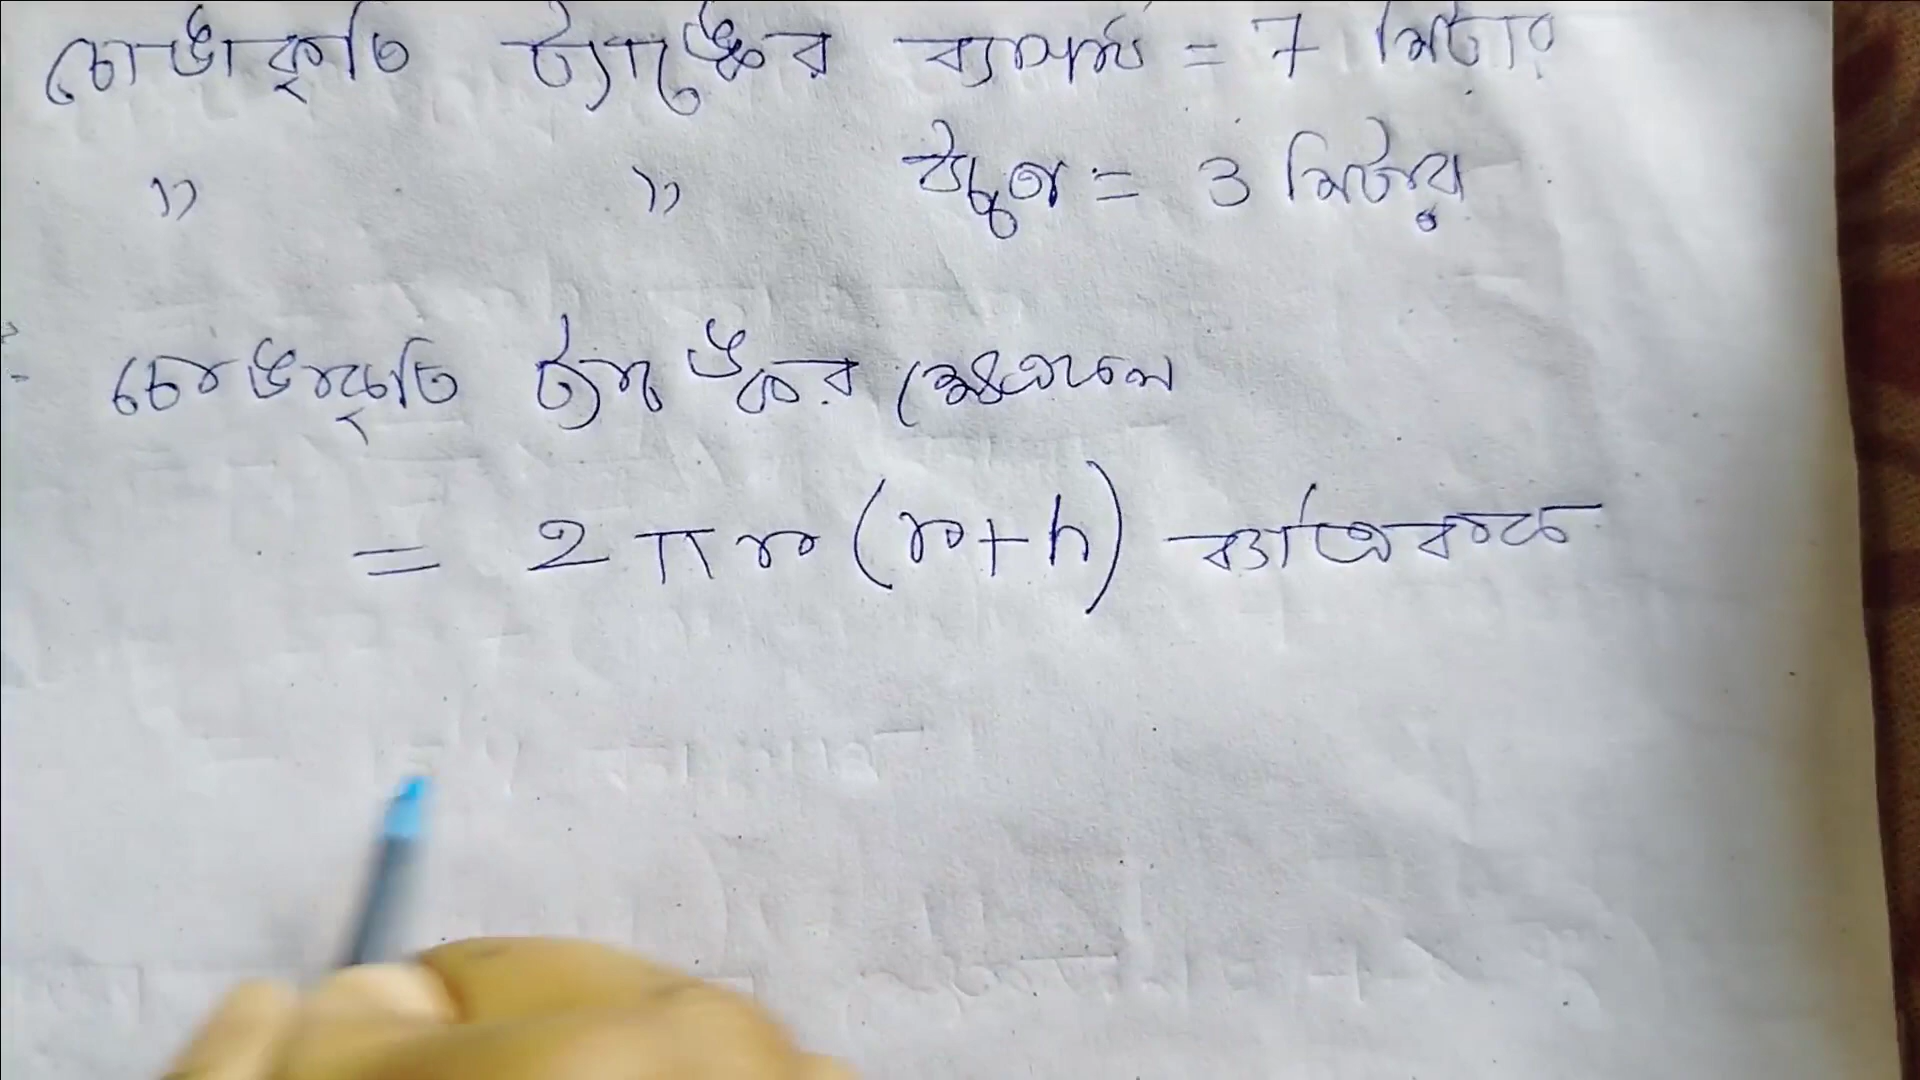 চোঙাকৃতি ট্যাঙ্কের ব্যাসার্ধ = 7 মিটার
" " উচ্চতা = 3 মিটার
চোঙাকৃতি ট্যাঙ্কের ক্ষেত্রফল
= 2πr(r+h) বর্গএকক